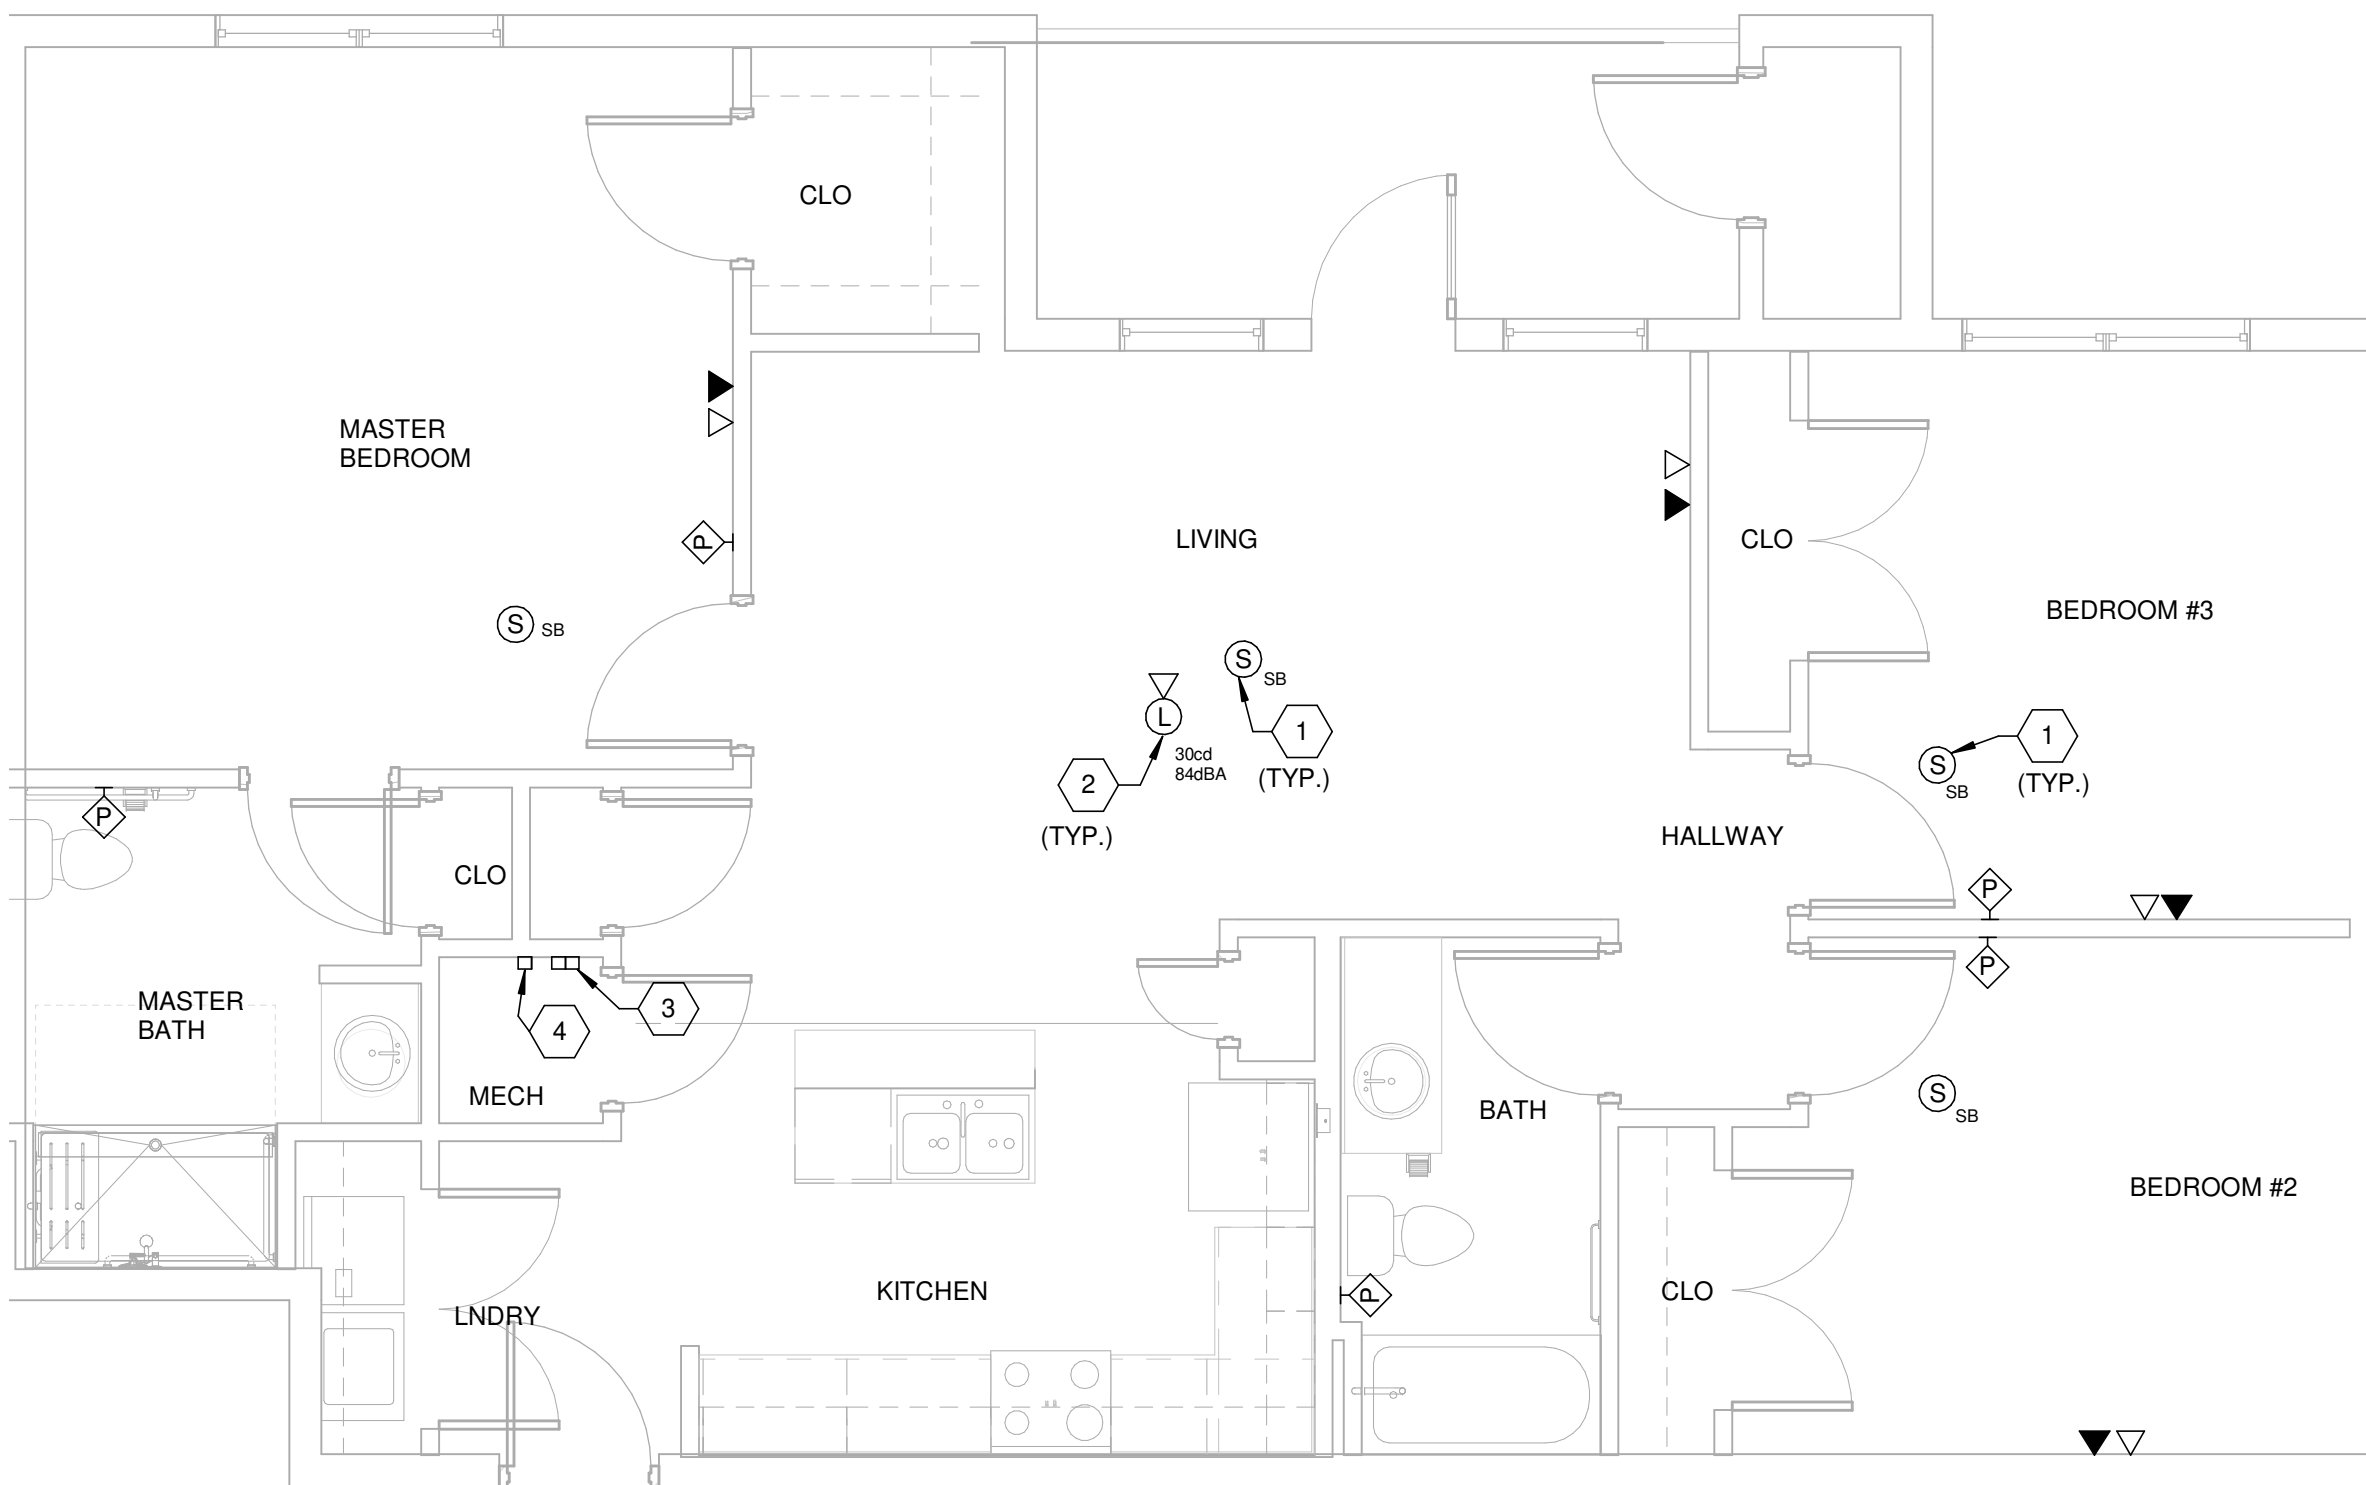 CLO
MASTER
BEDROOM
P
LIVING
CLO
BEDROOM #3
S SB
S
SB
L
1
(TYP.)
30cd
84dBA
2
(TYP.)
1
S
SB
(TYP.)
P
HALLWAY
CLO
P
P
MASTER
BATH
3
4
MECH
BATH
S
SB
BEDROOM #2
KITCHEN
P
CLO
LNDRY